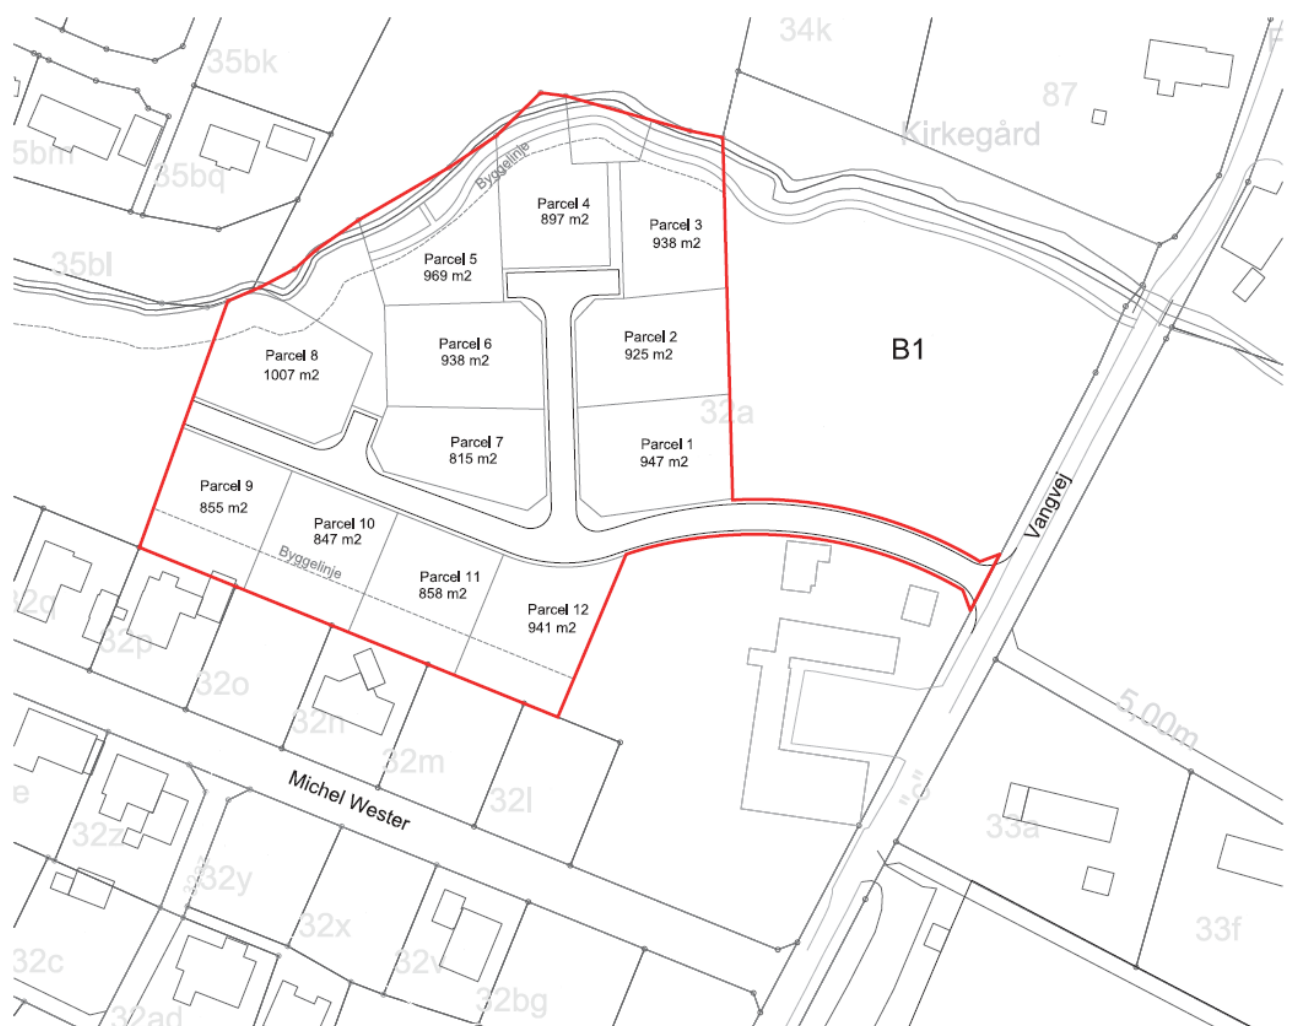 34k
35bk
87
Kirkegård
5bm
35bq
Byggelinje
Parcel 4
897 m2
Parcel 3
938 m2
35bl
Parcel 5
969 m2
Parcel 2
925 m2
Parcel 6
938 m2
B1
Parcel 8
1007 m2
32a
Parcel 7
815 m2
Parcel 1
947 m2
Parcel 9
855 m2
Parcel 10
847 m2
Vangvej
Byggelinje
Parcel 11
858 m2
Parcel 12
941 m2
32p
32o
32n
5,00m
32m
Michel Wester
32l
"c"
e
33a
32z
32y
32x
33f
32c
32v
32bg
32ad